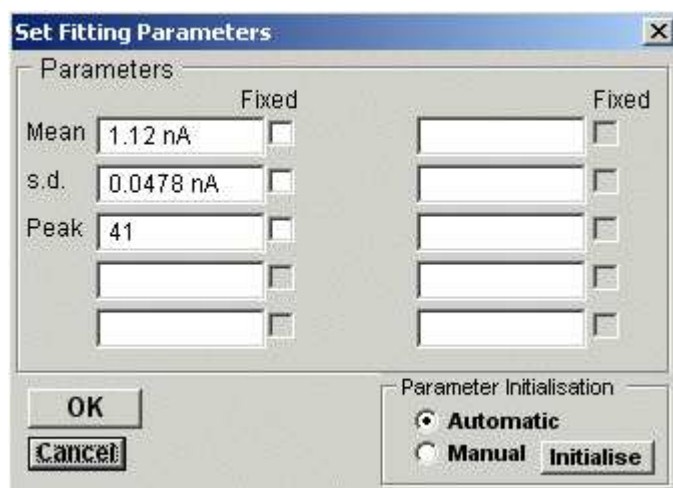 Set Fitting Parameters
Parameters
Fixed Fixed
Mean 1.12 nA
s.d. 0.0478 nA
Peak 41
Parameter Initialisation
OK
Automatic
Cancel
Manual Initialise